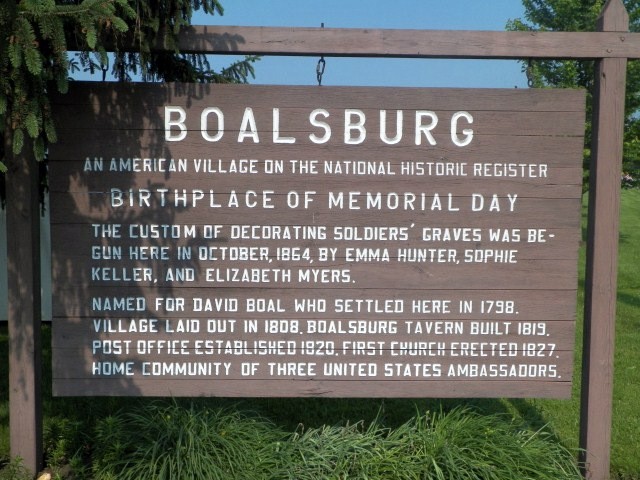 BOALSBURG
AN AMERICAN VILLAGE ON THE NATIONAL HISTORIC REGISTER
BIRTHPLACE OF MEMORIAL DAY
THE CUSTOM OF DECORATING SOLDIERS' GRAVES WAS BE-
GUN HERE IN OCTOBER, 1864, BY EMMA HUNTER, SOPHIE
KELLER, AND ELIZABETH MYERS.
NAMED FOR DAVID BOAL WHO SETTLED HERE IN 1798.
VILLAGE LAID OUT IN 1808. BOALSBURG TAVERN BUILT 1819.
POST OFFICE ESTABLISHED 1820. FIRST CHURCH ERECTED 1827.
HOME COMMUNITY OF THREE UNITED STATES AMBASSADORS.